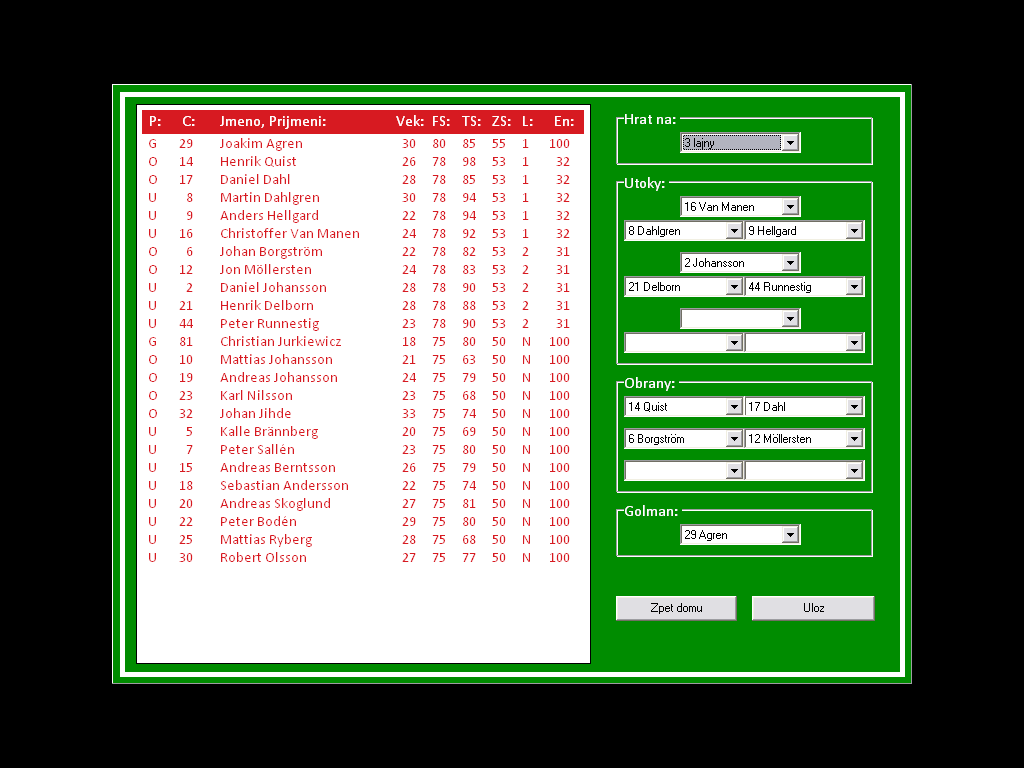 P: C: Jmeno, Prijmeni: Vek: FS: TS: ZS: L: En:
G 29 Joakim Agren 30 80 85 55 1 100
O 14 Henrik Quist 26 78 98 53 1 32
O 17 Daniel Dahl 28 78 85 53 1 32
U 8 Martin Dahlgren 30 78 94 53 1 32
U 9 Anders Hellgard 22 78 94 53 1 32
U 16 Christoffer Van Manen 24 78 92 53 1 32
O 6 Johan Borgström 22 78 82 53 2 31
O 12 Jon Möllersten 24 78 83 53 2 31
U 2 Daniel Johansson 28 78 90 53 2 31
U 21 Henrik Delborn 28 78 88 53 2 31
U 44 Peter Runnestig 23 78 90 53 2 31
G 81 Christian Jurkiewicz 18 75 80 50 N 100
O 10 Mattias Johansson 21 75 63 50 N 100
O 19 Andreas Johansson 24 75 79 50 N 100
O 23 Karl Nilsson 23 75 68 50 N 100
O 32 Johan Jihde 33 75 74 50 N 100
U 5 Kalle Brännberg 20 75 69 50 N 100
U 7 Peter Sallén 23 75 80 50 N 100
U 15 Andreas Berntsson 26 75 79 50 N 100
U 18 Sebastian Andersson 22 75 74 50 N 100
U 20 Andreas Skoglund 27 75 81 50 N 100
U 22 Peter Bodén 29 75 80 50 N 100
U 25 Mattias Ryberg 28 75 68 50 N 100
U 30 Robert Olsson 27 75 77 50 N 100
Hrat na:
3 lajny
Utoky:
16 Van Manen
8 Dahlgren 9 Hellgard
2 Johansson
21 Delborn 44 Runnestig
Obrany:
14 Quist 17 Dahl
6 Borgström 12 Möllersten
Golman:
29 Agren
Zpet domu Uloz